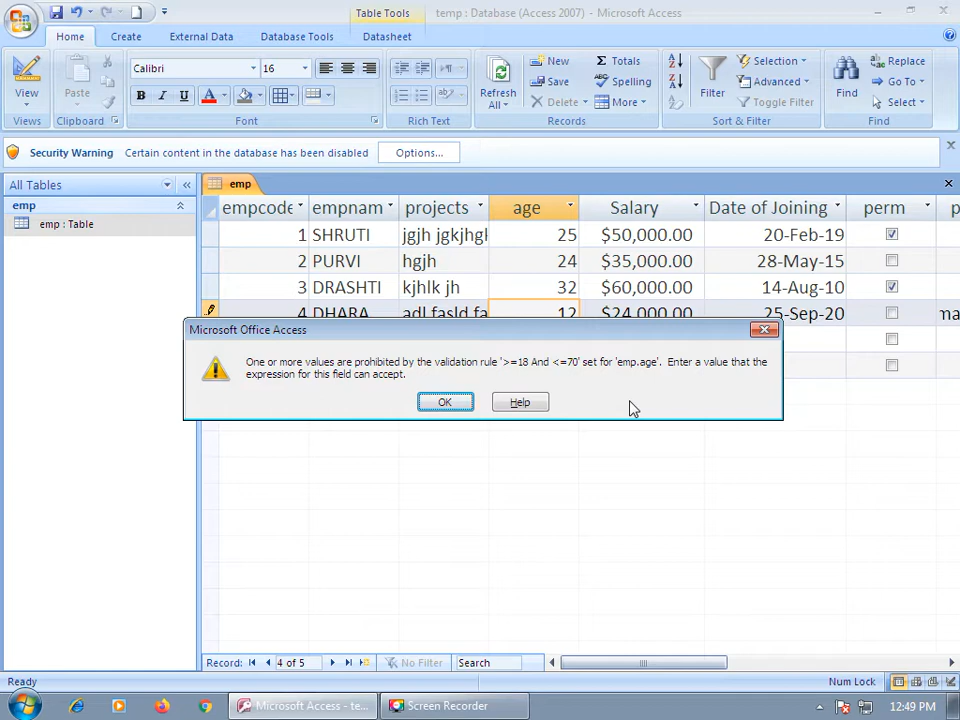 Table Tools
temp : Database (Access 2007) - Microsoft Access
Home Create External Data Database Tools Datasheet
View
Views
Paste
Clipboard
Calibri 16
B I U A
Font
Rich Text
Refresh All
New
Save
Delete
Totals
Spelling
More
Records
Filter
Selection
Advanced
Toggle Filter
Sort & Filter
Find
Replace
Go To
Select
Find
Security Warning Certain content in the database has been disabled Options...
All Tables
emp
emp : Table
emp
empcode empnam projects age Salary Date of Joining perm
1 SHRUTI jgjh jgkjhgk 25 $50,000.00 20-Feb-19
2 PURVI hgjh 24 $35,000.00 28-May-15
3 DRASHTI kjhlk jh 32 $60,000.00 14-Aug-10
4 DHARA adl fasld fa 12 $24,000.00 25-Sep-20 ma
Microsoft Office Access
One or more values are prohibited by the validation rule '>=18 And <=70' set for 'emp.age'. Enter a value that the
expression for this field can accept.
OK Help
Record: 4 of 5 No Filter Search
Ready Num Lock
Microsoft Access - te... Screen Recorder 12:49 PM